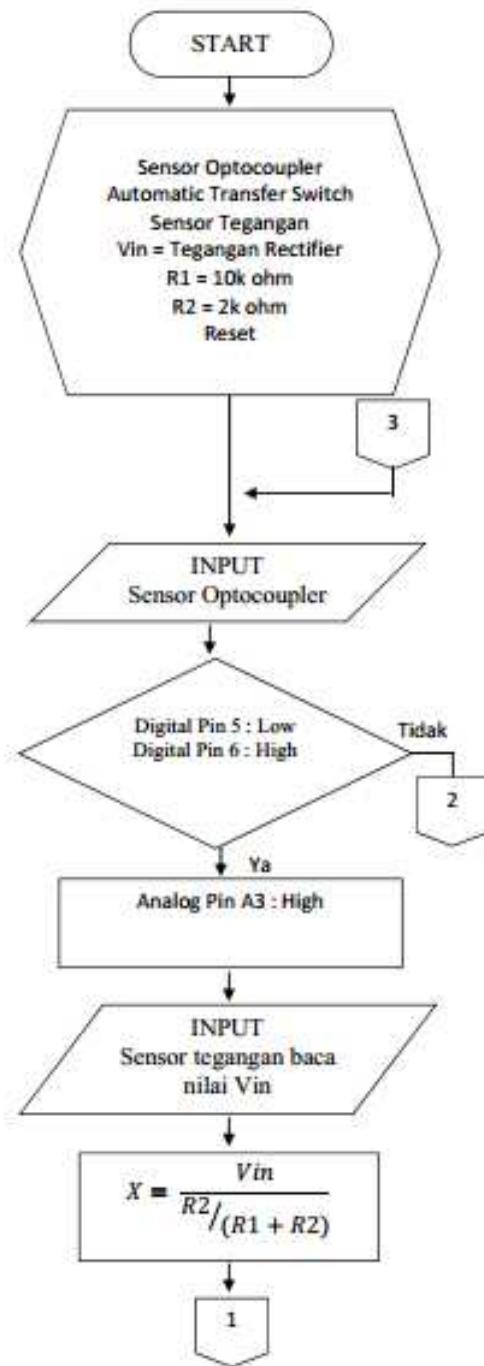 START
Sensor Optocoupler
Automatic Transfer Switch
Sensor Tegangan
Vin = Tegangan Rectifier
R1 = 10k ohm
R2 = 2k ohm
Reset
3
INPUT
Sensor Optocoupler
Digital Pin 5 : Low
Digital Pin 6 : High
Tidak
2
Ya
Analog Pin A3 : High
INPUT
Sensor tegangan baca
nilai Vin
X = Vin
R2/(R1 + R2)
1